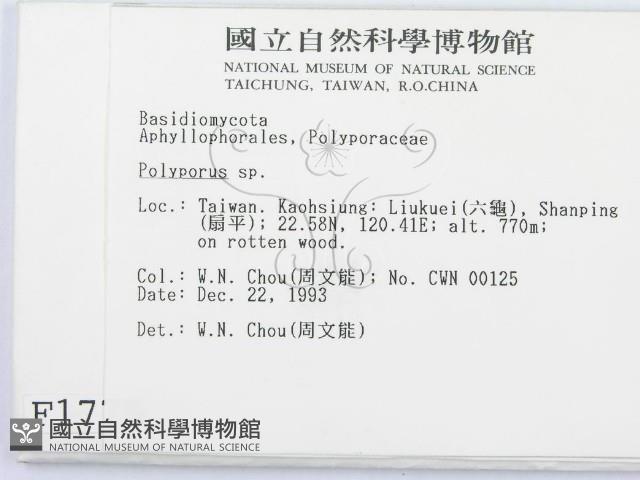 國立自然科學博物館
NATIONAL MUSEUM OF NATURAL SCIENCE
TAICHUNG, TAIWAN, R.O.CHINA
Basidiomycota
Aphyllophorales, Polyporaceae
Polyporus sp.
Loc.: Taiwan. Kaohsiung: Liukuei(六龜), Shanping
(扇平); 22.58N, 120.41E; alt. 770m;
on rotten wood.
Col.: W.N. Chou(周文能); No. CWN 00125
Date: Dec. 22, 1993
Det.: W.N. Chou(周文能)
國立自然科學博物館
NATIONAL MUSEUM OF NATURAL SCIENCE